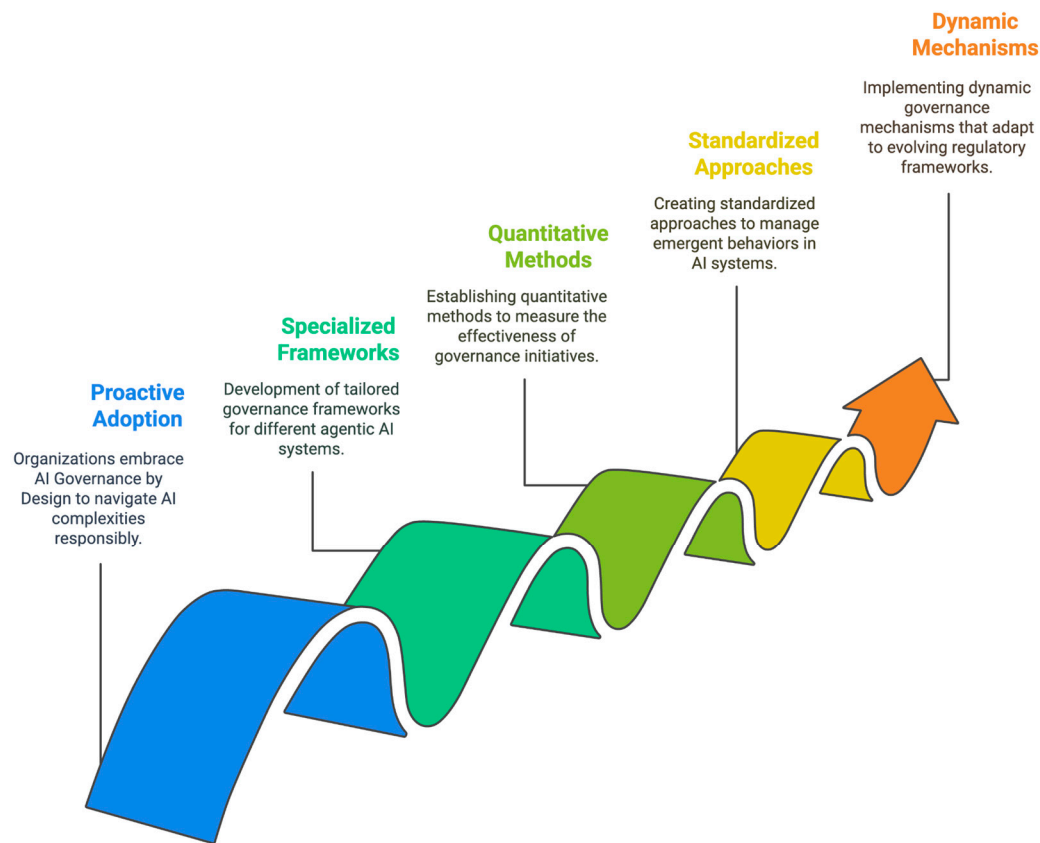 Proactive
Adoption
Organizations embrace
AI Governance by
Design to navigate AI
complexities
responsibly.
Specialized
Frameworks
Development of tailored
governance frameworks
for different agentic AI
systems.
Quantitative
Methods
Establishing quantitative
methods to measure the
effectiveness of
governance initiatives.
Standardized
Approaches
Creating standardized
approaches to manage
emergent behaviors in
AI systems.
Dynamic
Mechanisms
Implementing dynamic
governance
mechanisms that adapt
to evolving regulatory
frameworks.